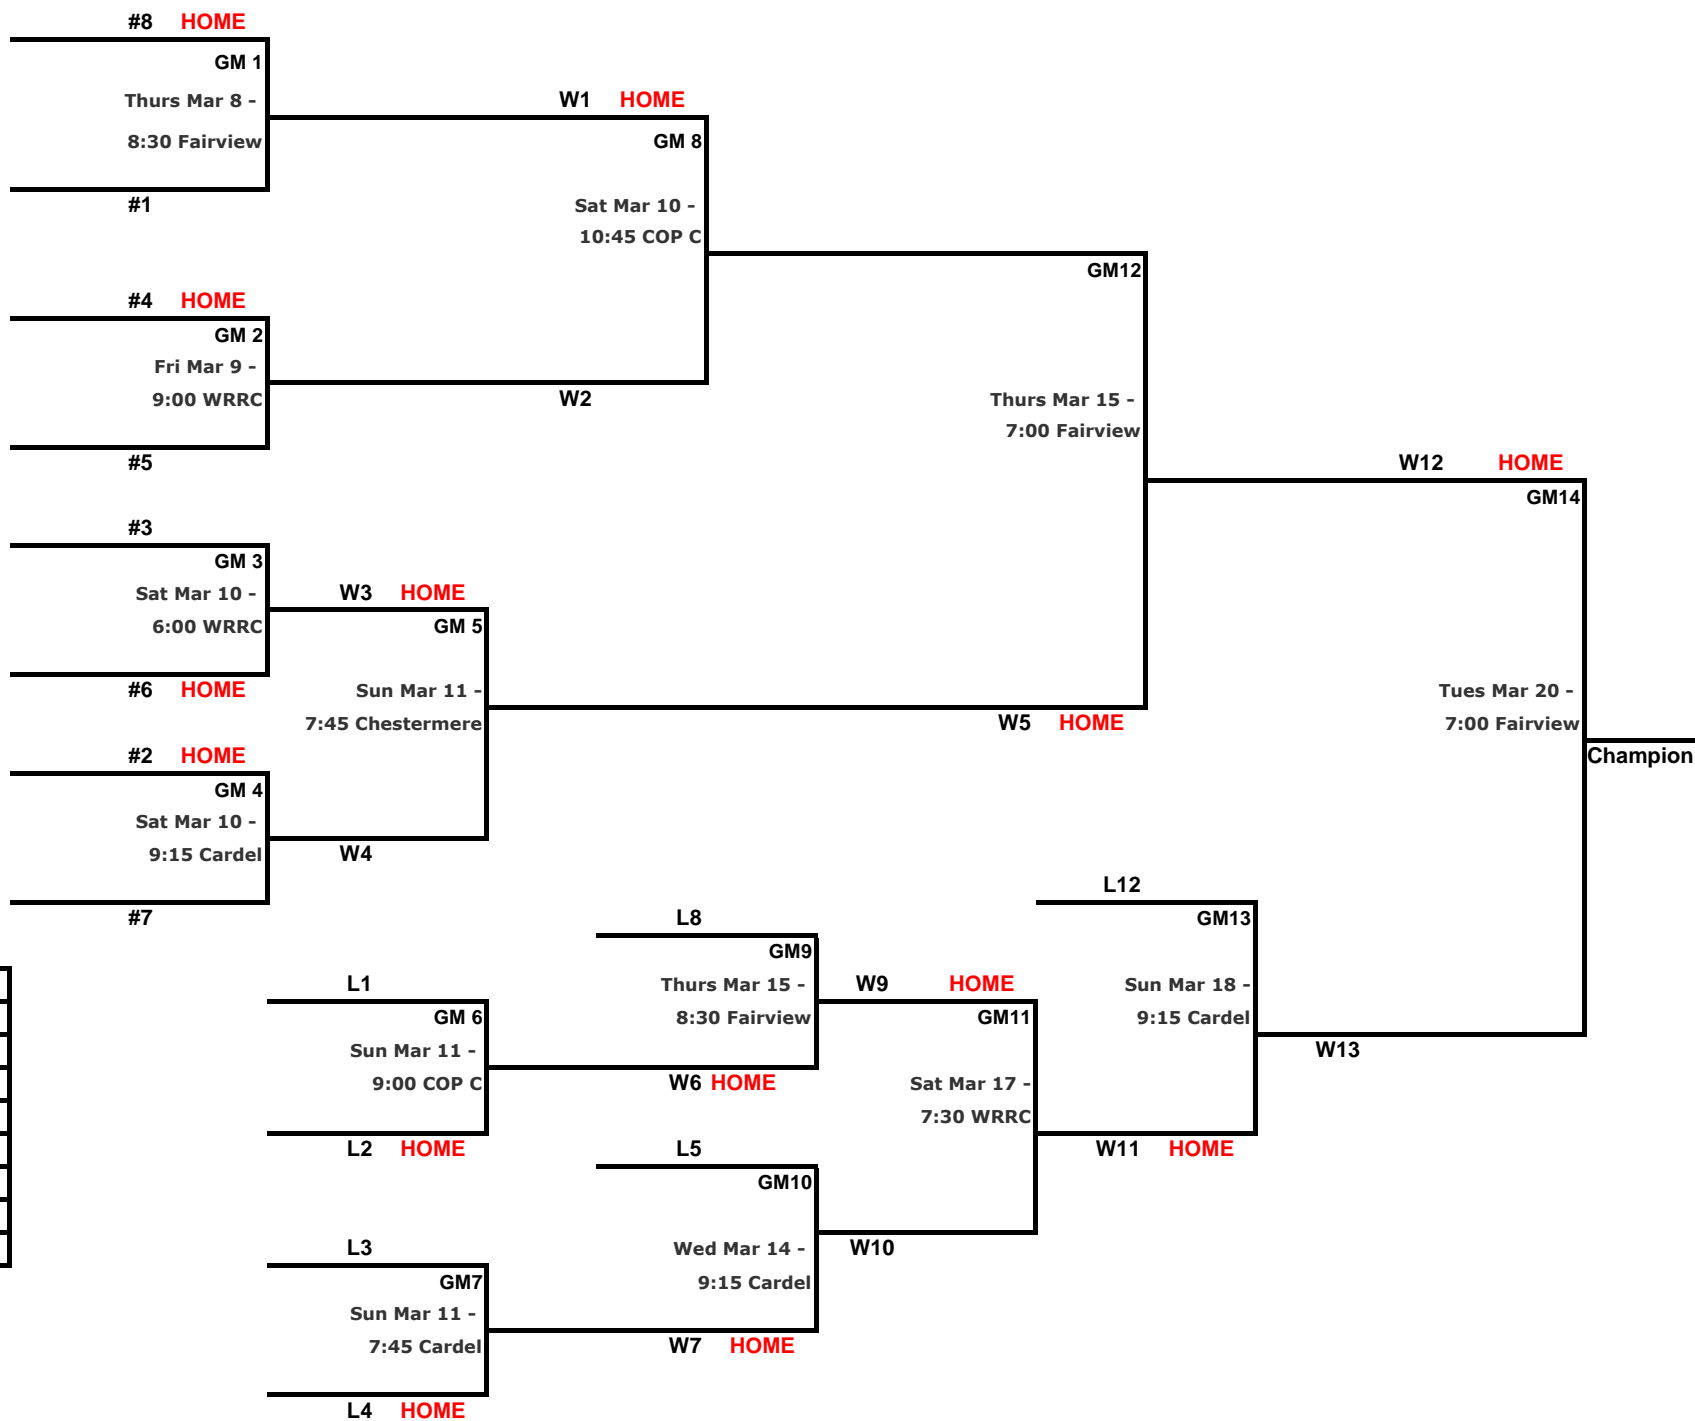 #8 HOME
GM 1
Thurs Mar 8 -
8:30 Fairview
#1
W1 HOME
GM 8
Sat Mar 10 -
10:45 COP C
#4 HOME
GM 2
Fri Mar 9 -
9:00 WRRC
#5
W2
GM12
Thurs Mar 15 -
7:00 Fairview
#3
GM 3
Sat Mar 10 -
6:00 WRRC
#6 HOME
W3 HOME
GM 5
Sun Mar 11 -
7:45 Chestermere
#2 HOME
GM 4
Sat Mar 10 -
9:15 Cardel
#7
W4
W5 HOME
W12 HOME
GM14
Tues Mar 20 -
7:00 Fairview
Champion
L12
GM13
Sun Mar 18 -
9:15 Cardel
W13
L8
GM9
Thurs Mar 15 -
8:30 Fairview
W9 HOME
GM11
Sat Mar 17 -
7:30 WRRC
W11 HOME
L1
GM 6
Sun Mar 11 -
9:00 COP C
L2 HOME
W6 HOME
L5
GM10
Wed Mar 14 -
9:15 Cardel
W10
L3
GM7
Sun Mar 11 -
7:45 Cardel
L4 HOME
W7 HOME